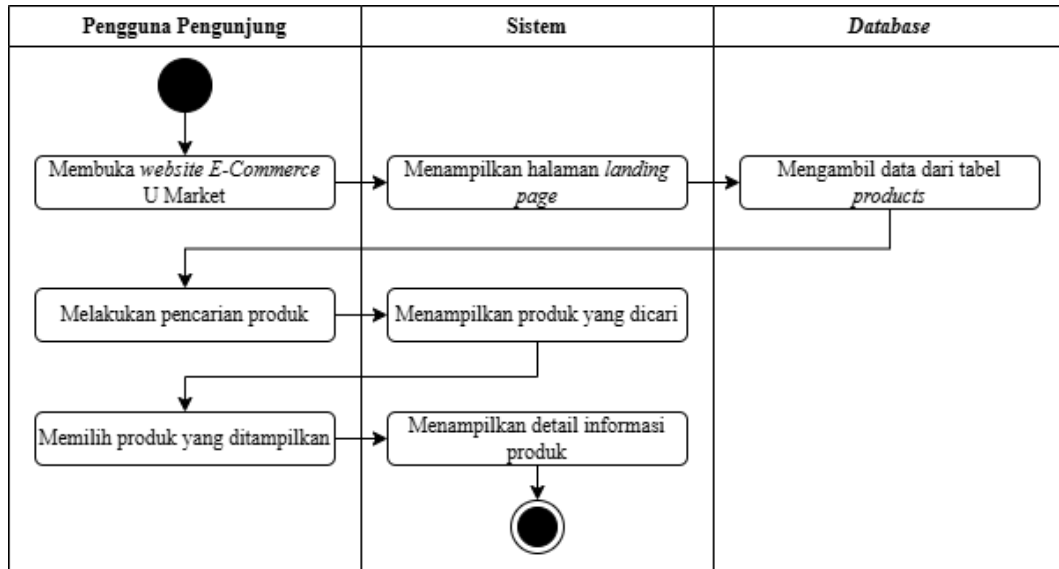 Pengguna Pengunjung
Sistem
Database
Membuka website E-Commerce
U Market
Menampilkan halaman landing
page
Mengambil data dari tabel
products
Melakukan pencarian produk
Menampilkan produk yang dicari
Memilih produk yang ditampilkan
Menampilkan detail informasi
produk